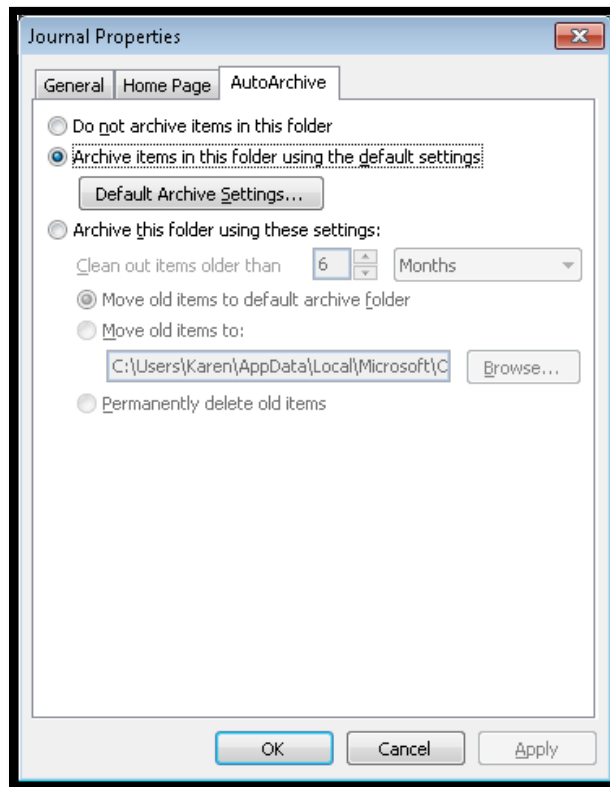 Journal Properties
General Home Page AutoArchive
Do not archive items in this folder
Archive items in this folder using the default settings
Default Archive Settings...
Archive this folder using these settings:
Clean out items older than 6 Months
Move old items to default archive folder
Move old items to:
C:\Users\Karen\AppData\Local\Microsoft\O Browse...
Permanently delete old items
OK Cancel Apply